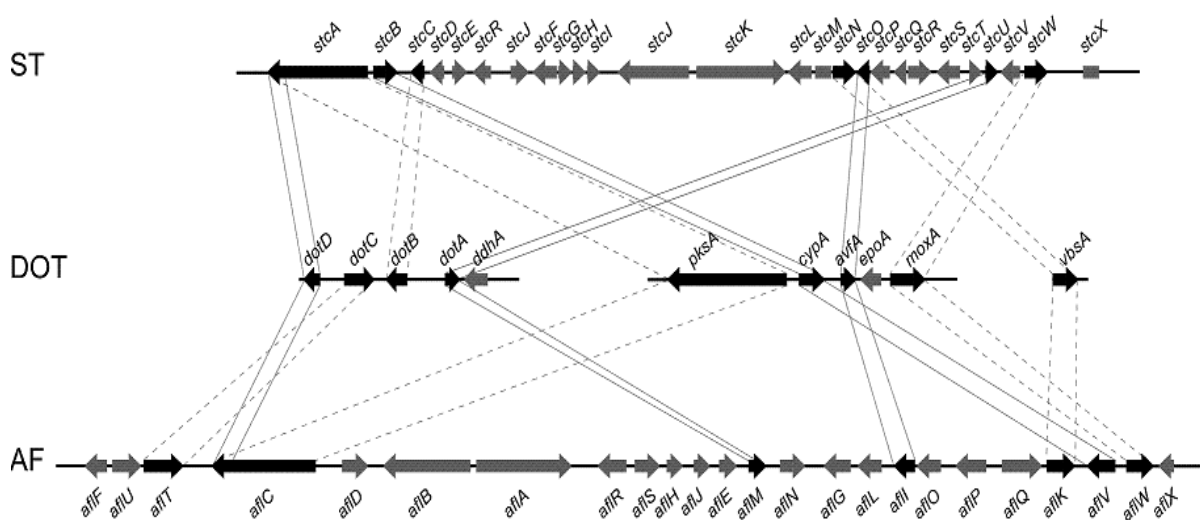 ST
stcA stcB stcC stcD stcE stcR stcJ stcF stcG stcH stcI stcJ stcK stcL stcM stcN stcO stcP stcQ stcR stcS stcT stcU stcV stcW stcX
DOT
dotD dotC dotB dotA ddhA pksA cypA avfA epoA moxA vbsA
AF
aflF aflU aflT aflC aflD aflB aflA aflR aflS aflH aflJ aflE aflM aflN aflG aflL aflI aflO aflP aflQ aflK aflV aflW aflX